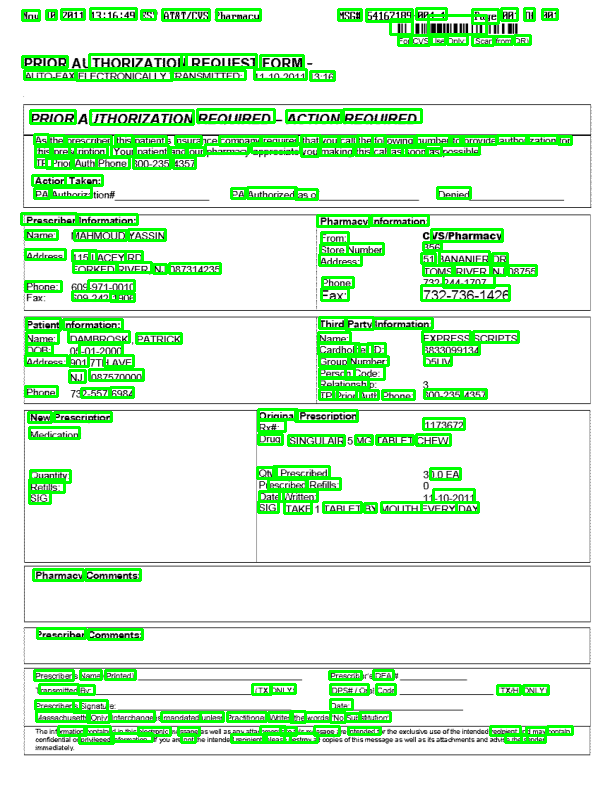 Nov 10 2011 13:16:49 EST AT&T/CVS Pharmacy MSG# 54167189-001-1 Page 001 Of 001
For CVS Use Only (Scan from DR)
PRIOR AUTHORIZATION REQUEST FORM -
AUTO-FAX ELECTRONICALLY TRANSMITTED: 11-10-2011 13:16
PRIOR AUTHORIZATION REQUIRED - ACTION REQUIRED
As the prescriber, this patient's insurance company requires that you call the following number to provide authorization for
this prescription. Your patient and our pharmacy appreciate you making this call as soon as possible.
TP Prior Auth Phone: 800-235-4357
Action Taken:
PA Authorization# PA Authorized as of Denied
Prescriber Information:
Name: MAHMOUD YASSIN
Address: 115 LACEY RD
FORKED RIVER, NJ, 087314235
Phone: 609-971-0010
Fax: 609-242-1906
Pharmacy Information:
From: CVS/Pharmacy
Store Number: 356
Address: 51 BANANIER DR
TOMS RIVER, NJ, 08755
Phone: 732-244-1707
Fax: 732-736-1426
Patient Information:
Name: DAMBROSK, PATRICK
DOB: 05-01-2000
Address: 901 7TH AVE
NJ, 087570000
Phone: 732-557-6984
Third Party Information
Name: EXPRESS SCRIPTS
Cardholder ID: 6833099134
Group Number:
Person Code:
Relationship: 3
TP Prior Auth Phone: 800-235-4357
New Prescription
Medication
Quantity:
Refills:
SIG:
Original Prescription
Rx#: 1173672
Drug: SINGULAIR 5 MG TABLET CHEW
Qty Prescribed 30.0 EA
Prescribed Refills: 0
Date Written: 11-10-2011
SIG: TAKE 1 TABLET BY MOUTH EVERY DAY
Pharmacy Comments:
Prescriber Comments:
Prescriber's Name (Printed): Prescriber's DEA#
Transmitted By: (TX ONLY) DPS# / Oral Code (TX/H ONLY)
Prescriber's Signature: Date:
Massachusetts Only: Interchange is mandated unless Practitioner Writes the words "No Substitution".
The information contained in this electronic message as well as any attachments to this message are intended for the exclusive use of the intended recipient and may contain
confidential or privileged information. If you are not the intended recipient, please destroy all copies of this message as well as its attachments and advise the sender
immediately.